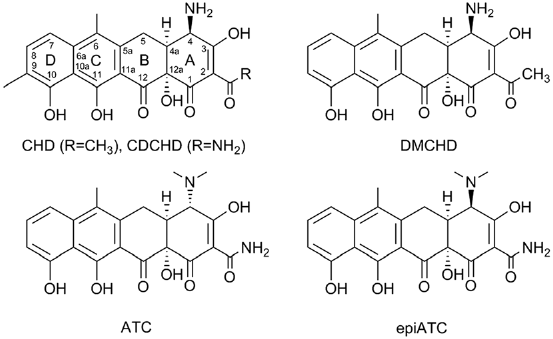 NH₂
NH₂
H
5
4
OH
H
OH
7
6
5a
4a
3
8
D
6a
C
B
A
9
10a
11a
12a
2
R
CH₃
10
11
12
OH
1
OH
OH
OH
O
O
O
OH
OH
O
O
O
CHD (R=CH₃), CDCHD (R=NH₂)
DMCHD
N
N
H
OH
H
OH
NH₂
NH₂
OH
OH
OH
OH
O
O
O
OH
OH
O
O
O
ATC
epiATC